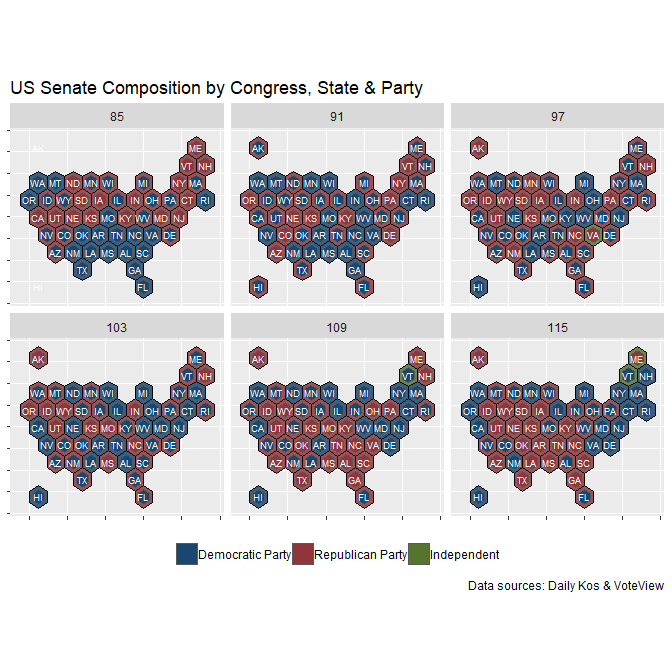 US Senate Composition by Congress, State & Party
85 91 97
AK ME
VT NH
WA MT ND MN WI MI NY MA
OR ID WY SD IA IL IN OH PA CT RI
CA UT NE KS MO KY WV MD NJ
NV CO OK AR TN NC VA DE
AZ NM LA MS AL SC
TX GA
HI FL
AK ME
VT NH
WA MT ND MN WI MI NY MA
OR ID WY SD IA IL IN OH PA CT RI
CA UT NE KS MO KY WV MD NJ
NV CO OK AR TN NC VA DE
AZ NM LA MS AL SC
TX GA
HI FL
AK ME
VT NH
WA MT ND MN WI MI NY MA
OR ID WY SD IA IL IN OH PA CT RI
CA UT NE KS MO KY WV MD NJ
NV CO OK AR TN NC VA DE
AZ NM LA MS AL SC
TX GA
HI FL
103 109 115
AK ME
VT NH
WA MT ND MN WI MI NY MA
OR ID WY SD IA IL IN OH PA CT RI
CA UT NE KS MO KY WV MD NJ
NV CO OK AR TN NC VA DE
AZ NM LA MS AL SC
TX GA
HI FL
AK ME
VT NH
WA MT ND MN WI MI NY MA
OR ID WY SD IA IL IN OH PA CT RI
CA UT NE KS MO KY WV MD NJ
NV CO OK AR TN NC VA DE
AZ NM LA MS AL SC
TX GA
HI FL
AK ME
VT NH
WA MT ND MN WI MI NY MA
OR ID WY SD IA IL IN OH PA CT RI
CA UT NE KS MO KY WV MD NJ
NV CO OK AR TN NC VA DE
AZ NM LA MS AL SC
TX GA
HI FL
Democratic Party Republican Party Independent
Data sources: Daily Kos & VoteView